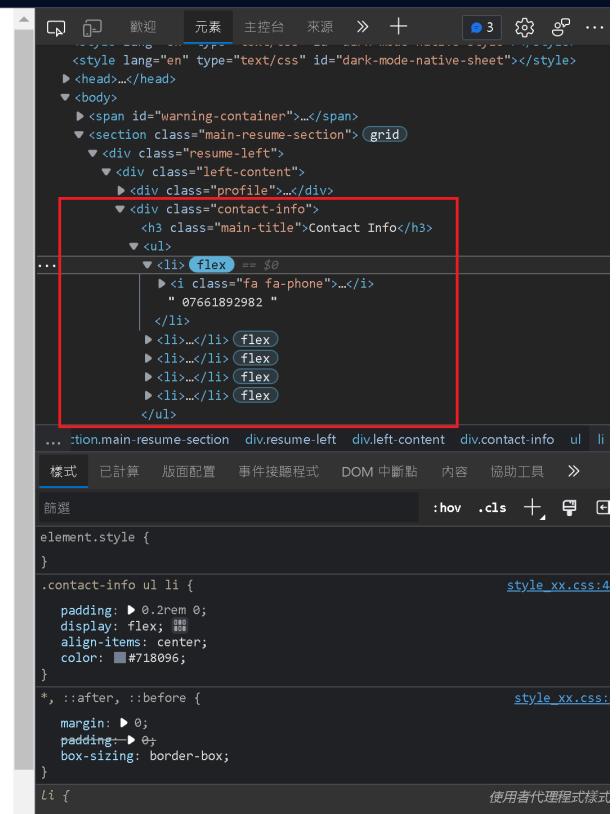 歡迎 元素 主控台 來源 3
<style lang="en" type="text/css" id="dark-mode-native-sheet"></style>
<head>…</head>
<body>
<span id="warning-container">…</span>
<section class="main-resume-section"> grid
<div class="resume-left">
<div class="left-content">
<div class="profile">…</div>
<div class="contact-info">
<h3 class="main-title">Contact Info</h3>
<ul>
<li> flex == $0
<i class="fa fa-phone">…</i>
" 07661892982 "
</li>
<li>…</li> flex
<li>…</li> flex
<li>…</li> flex
<li>…</li> flex
</ul>
… ction.main-resume-section div.resume-left div.left-content div.contact-info ul li
樣式 已計算 版面配置 事件接聽程式 DOM 中斷點 內容 協助工具
篩選 :hov .cls
element.style {
}
.contact-info ul li { style_xx.css:4
padding: 0.2rem 0;
display: flex;
align-items: center;
color: #718096;
}
*, ::after, ::before { style_xx.css:
margin: 0;
padding: 0;
box-sizing: border-box;
}
li { 使用者代理程式樣式